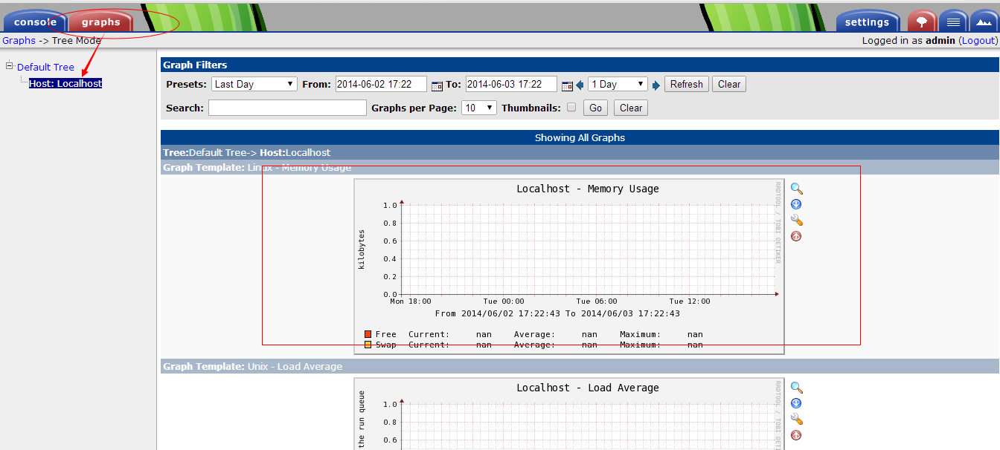 console graphs settings
Graphs -> Tree Mode Logged in as admin (Logout)
Default Tree
Host: Localhost
Graph Filters
Presets: Last Day From: 2014-06-02 17:22 To: 2014-06-03 17:22 1 Day Refresh Clear
Search: Graphs per Page: 10 Thumbnails: Go Clear
Showing All Graphs
Tree:Default Tree-> Host:Localhost
Graph Template: Linux - Memory Usage
Localhost - Memory Usage
RRDTOOL / TOBI OETIKER
kilobytes
1.0
0.8
0.6
0.4
0.2
0.0
Mon 18:00 Tue 00:00 Tue 06:00 Tue 12:00
From 2014/06/02 17:22:43 To 2014/06/03 17:22:43
Free Current: nan Average: nan Maximum: nan
Swap Current: nan Average: nan Maximum: nan
Graph Template: Unix - Load Average
Localhost - Load Average
RRDTOOL / TOBI OETI
the run queue
1.0
0.8
0.6